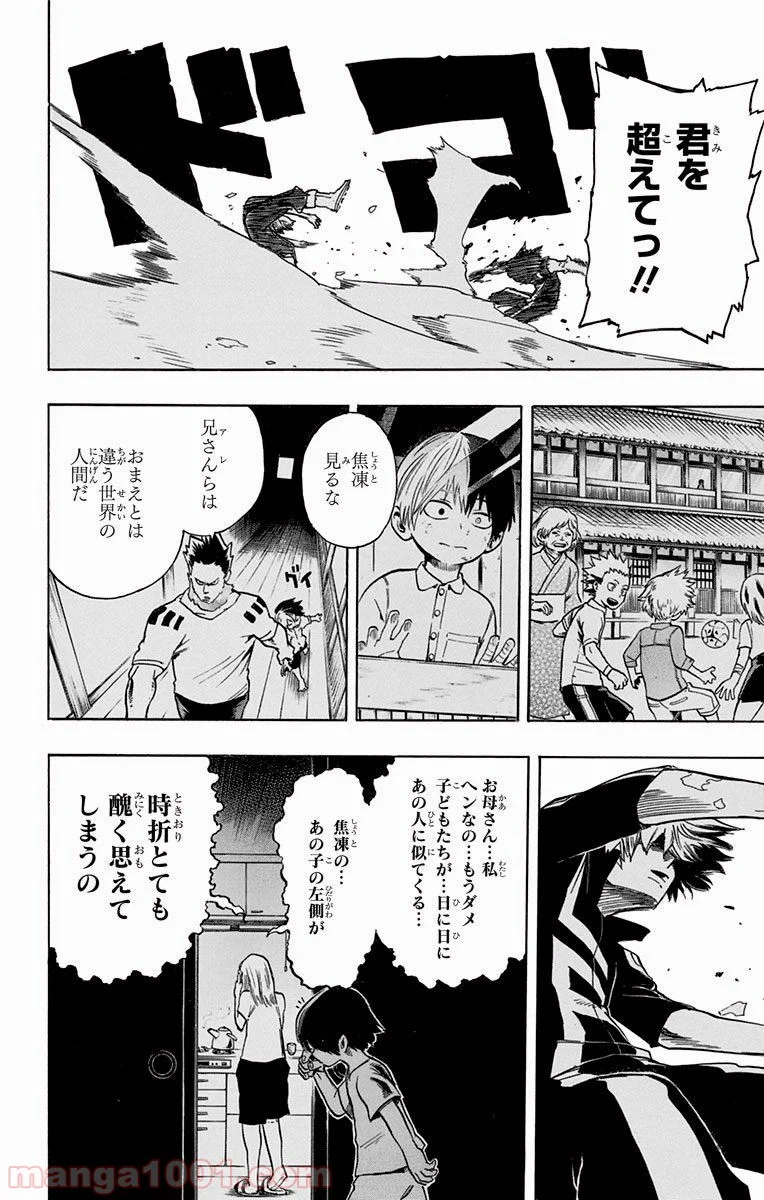 君を
超えてっ!!
ゴド
焦凍
見るな
兄さんらは
おまえとは
違う世界の
人間だ
グイ
お母さん…私
ヘンなの…もうダメ
子どもたちが…日に日に
あの人に似てくる…
焦凍の…
あの子の左側が
時折とても
醜く思えて
しまうの
manga1001.com